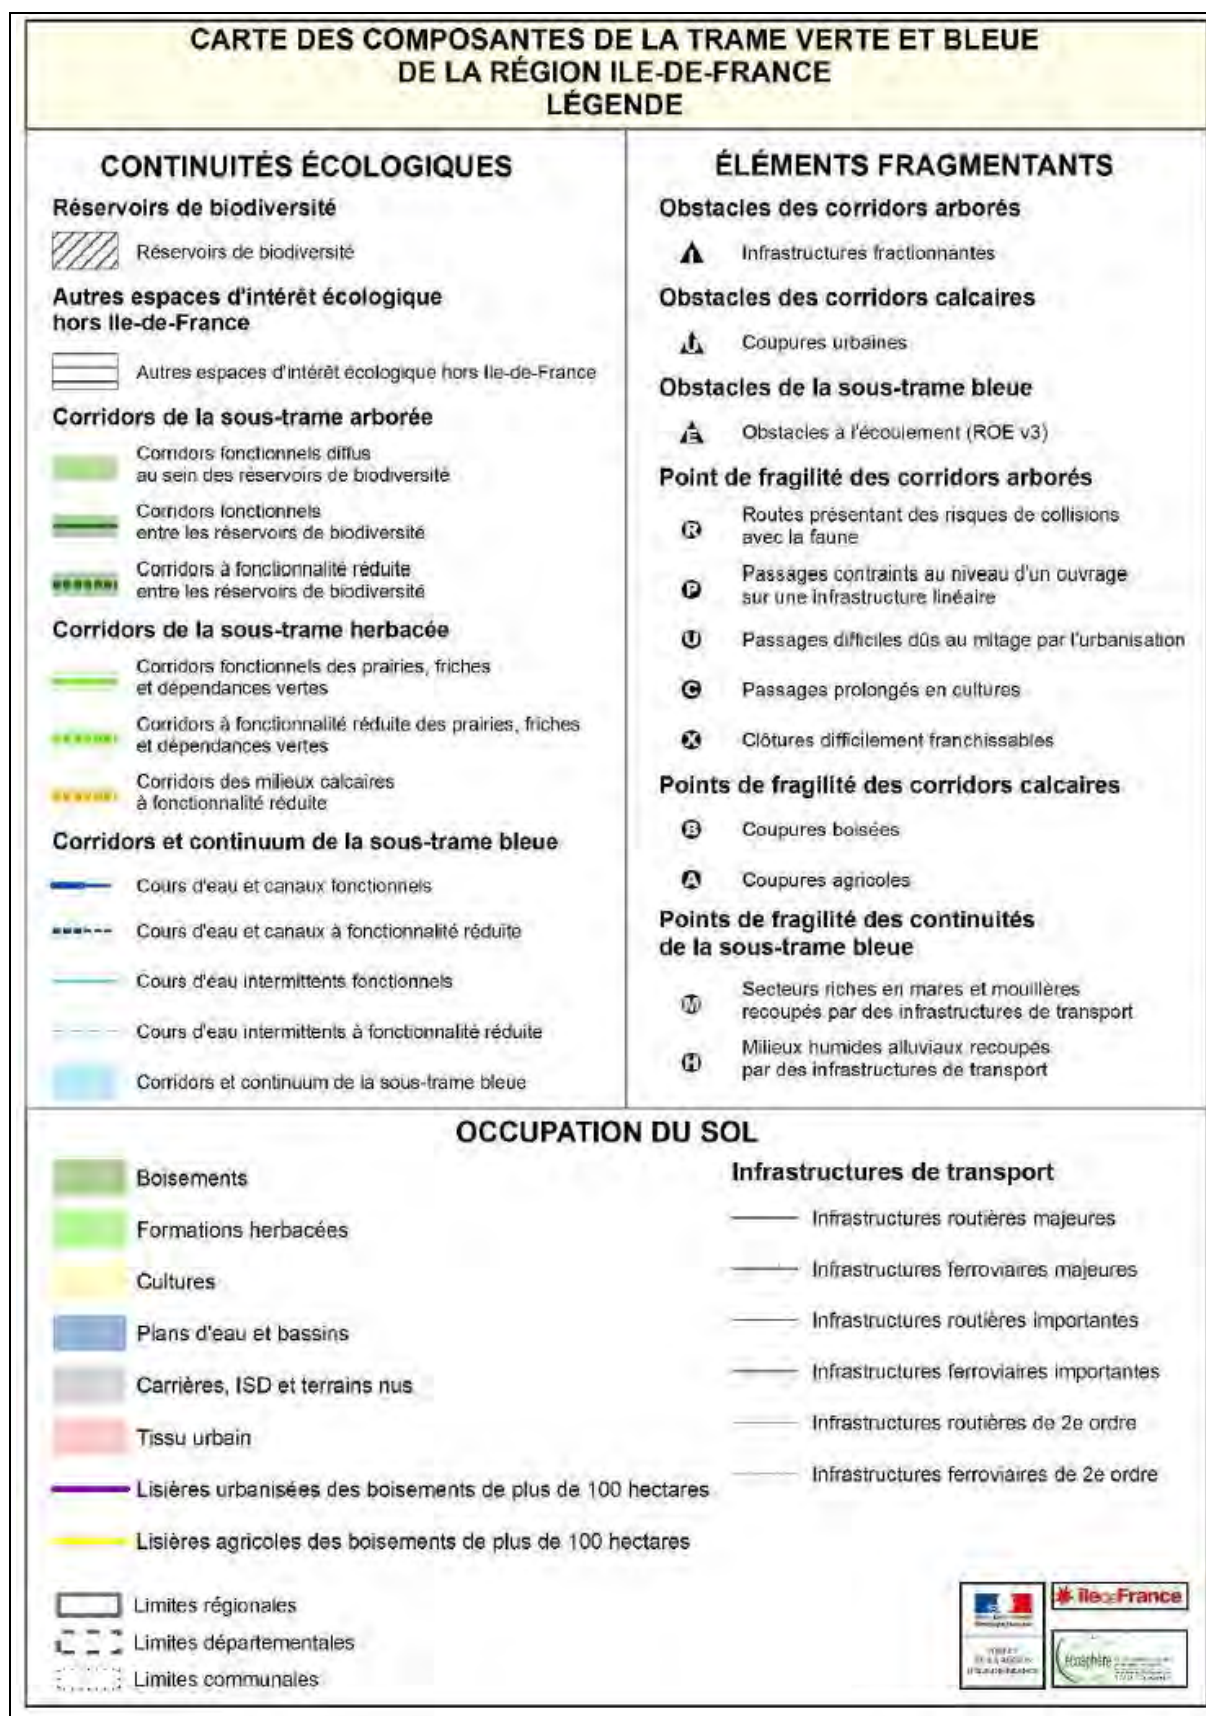 CARTE DES COMPOSANTES DE LA TRAME VERTE ET BLEUE
DE LA RÉGION ILE-DE-FRANCE
LÉGENDE
CONTINUITÉS ÉCOLOGIQUES
Réservoirs de biodiversité
Réservoirs de biodiversité
Autres espaces d'intérêt écologique
hors Ile-de-France
Autres espaces d'intérêt écologique hors Ile-de-France
Corridors de la sous-trame arborée
Corridors fonctionnels diffus
au sein des réservoirs de biodiversité
Corridors fonctionnels
entre les réservoirs de biodiversité
Corridors à fonctionnalité réduite
entre les réservoirs de biodiversité
Corridors de la sous-trame herbacée
Corridors fonctionnels des prairies, friches
et dépendances vertes
Corridors à fonctionnalité réduite des prairies, friches
et dépendances vertes
Corridors des milieux calcaires
à fonctionnalité réduite
Corridors et continuum de la sous-trame bleue
Cours d'eau et canaux fonctionnels
Cours d'eau et canaux à fonctionnalité réduite
Cours d'eau intermittents fonctionnels
Cours d'eau intermittents à fonctionnalité réduite
Corridors et continuum de la sous-trame bleue
ÉLÉMENTS FRAGMENTANTS
Obstacles des corridors arborés
Infrastructures fractionnantes
Obstacles des corridors calcaires
Coupures urbaines
Obstacles de la sous-trame bleue
Obstacles à l'écoulement (ROE v3)
Point de fragilité des corridors arborés
R Routes présentant des risques de collisions
avec la faune
P Passages contraints au niveau d'un ouvrage
sur une infrastructure linéaire
U Passages difficiles dûs au mitage par l'urbanisation
C Passages prolongés en cultures
X Clôtures difficilement franchissables
Points de fragilité des corridors calcaires
B Coupures boisées
A Coupures agricoles
Points de fragilité des continuités
de la sous-trame bleue
M Secteurs riches en mares et mouillères
recoupés par des infrastructures de transport
H Milieux humides alluviaux recoupés
par des infrastructures de transport
OCCUPATION DU SOL
Boisements
Formations herbacées
Cultures
Plans d'eau et bassins
Carrières, ISD et terrains nus
Tissu urbain
Lisières urbanisées des boisements de plus de 100 hectares
Lisières agricoles des boisements de plus de 100 hectares
Limites régionales
Limites départementales
Limites communales
Infrastructures de transport
Infrastructures routières majeures
Infrastructures ferroviaires majeures
Infrastructures routières importantes
Infrastructures ferroviaires importantes
Infrastructures routières de 2e ordre
Infrastructures ferroviaires de 2e ordre
île de France
écosphère